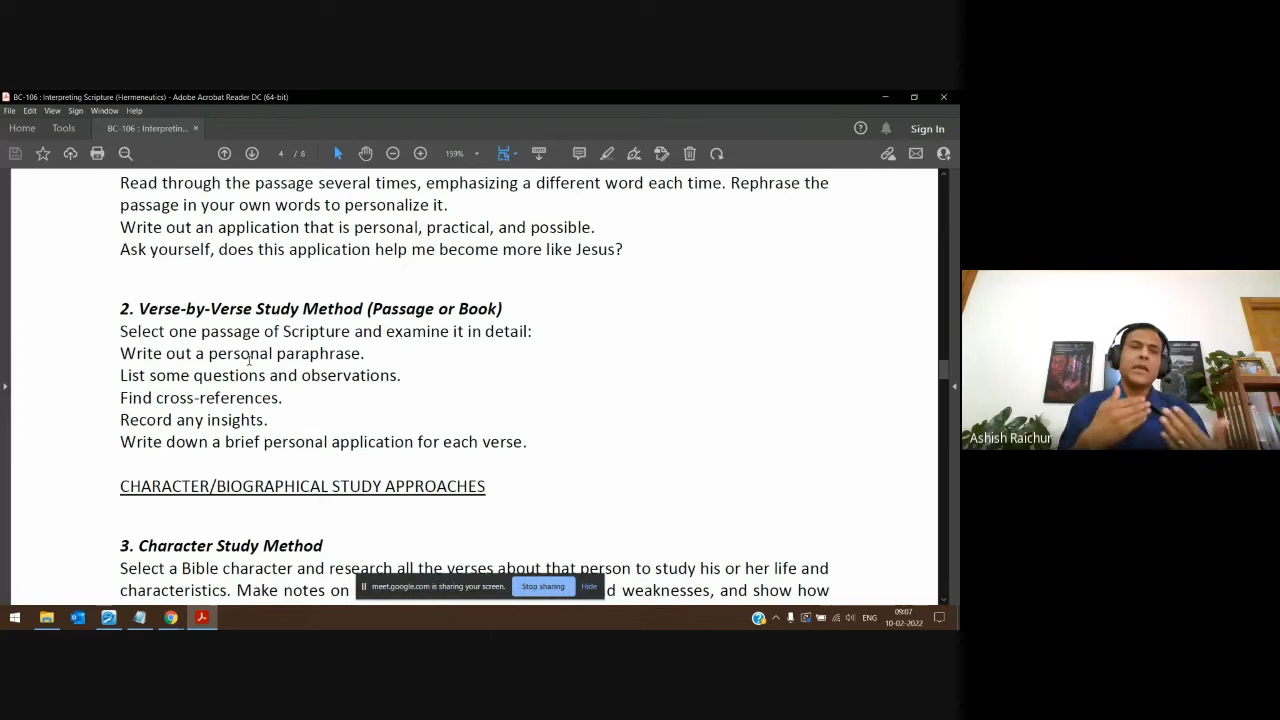 BC-106 : Interpreting Scripture (Hermeneutics) - Adobe Acrobat Reader DC (64-bit)
File Edit View Sign Window Help
Home Tools BC-106 : Interpretin... × Sign In
4 / 8 159%
Read through the passage several times, emphasizing a different word each time. Rephrase the
passage in your own words to personalize it.
Write out an application that is personal, practical, and possible.
Ask yourself, does this application help me become more like Jesus?
2. Verse-by-Verse Study Method (Passage or Book)
Select one passage of Scripture and examine it in detail:
Write out a personal paraphrase.
List some questions and observations.
Find cross-references.
Record any insights.
Write down a brief personal application for each verse.
CHARACTER/BIOGRAPHICAL STUDY APPROACHES
3. Character Study Method
Select a Bible character and research all the verses about that person to study his or her life and
characteristics. Make notes on
d weaknesses, and show how
meet.google.com is sharing your screen. Stop sharing Hide
Ashish Raichur
ENG
09:07
10-02-2022